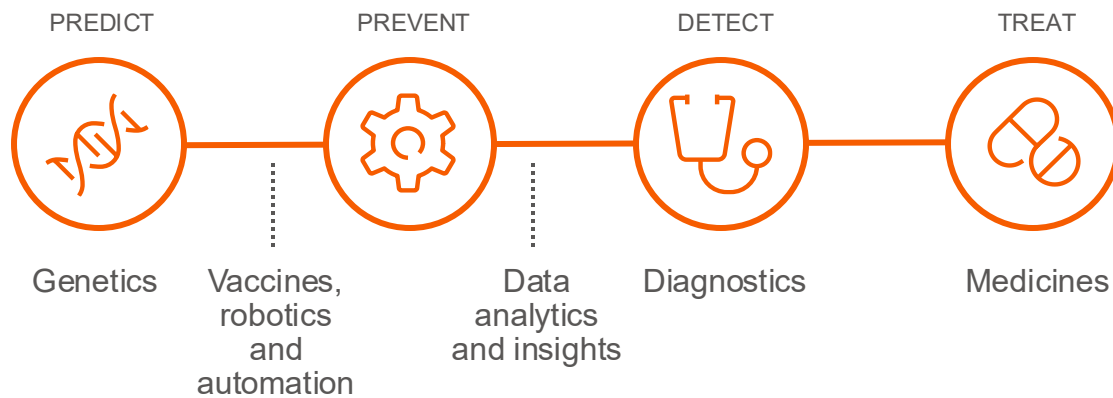 PREDICT
PREVENT
DETECT
TREAT
Genetics
Vaccines,
robotics
and
automation
Data
analytics
and insights
Diagnostics
Medicines